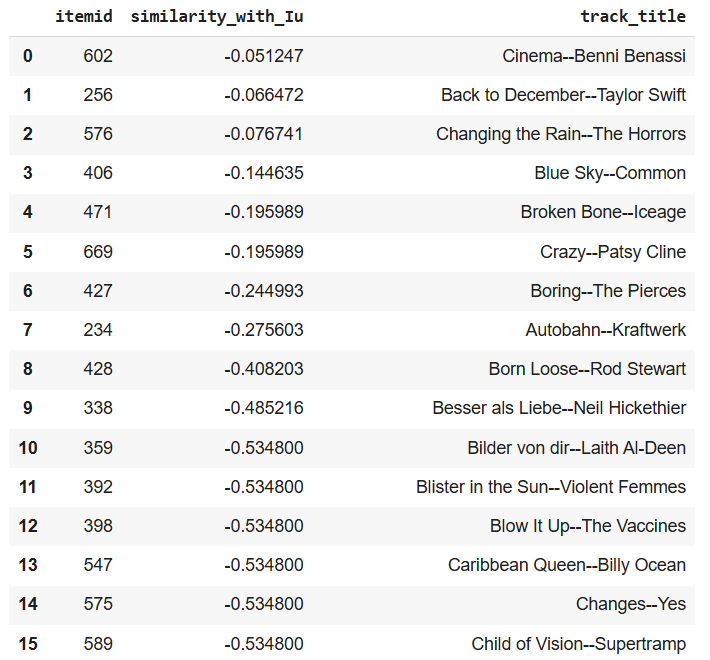 itemid similarity_with_Iu track_title
0 602 -0.051247 Cinema--Benni Benassi
1 256 -0.066472 Back to December--Taylor Swift
2 576 -0.076741 Changing the Rain--The Horrors
3 406 -0.144635 Blue Sky--Common
4 471 -0.195989 Broken Bone--Iceage
5 669 -0.195989 Crazy--Patsy Cline
6 427 -0.244993 Boring--The Pierces
7 234 -0.275603 Autobahn--Kraftwerk
8 428 -0.408203 Born Loose--Rod Stewart
9 338 -0.485216 Besser als Liebe--Neil Hickethier
10 359 -0.534800 Bilder von dir--Laith Al-Deen
11 392 -0.534800 Blister in the Sun--Violent Femmes
12 398 -0.534800 Blow It Up--The Vaccines
13 547 -0.534800 Caribbean Queen--Billy Ocean
14 575 -0.534800 Changes--Yes
15 589 -0.534800 Child of Vision--Supertramp